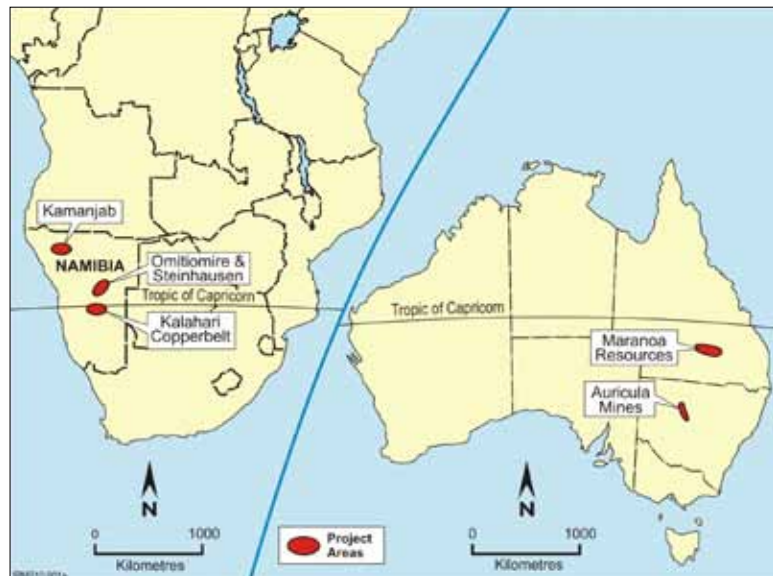 Kamanjab
NAMIBIA
Omitiomire &
Steinhausen
Tropic of Capricorn
Kalahari
Copperbelt
Tropic of Capricorn
Maranoa
Resources
Auricula
Mines
N
0 1000
Kilometres
Project
Areas
N
0 1000
Kilometres